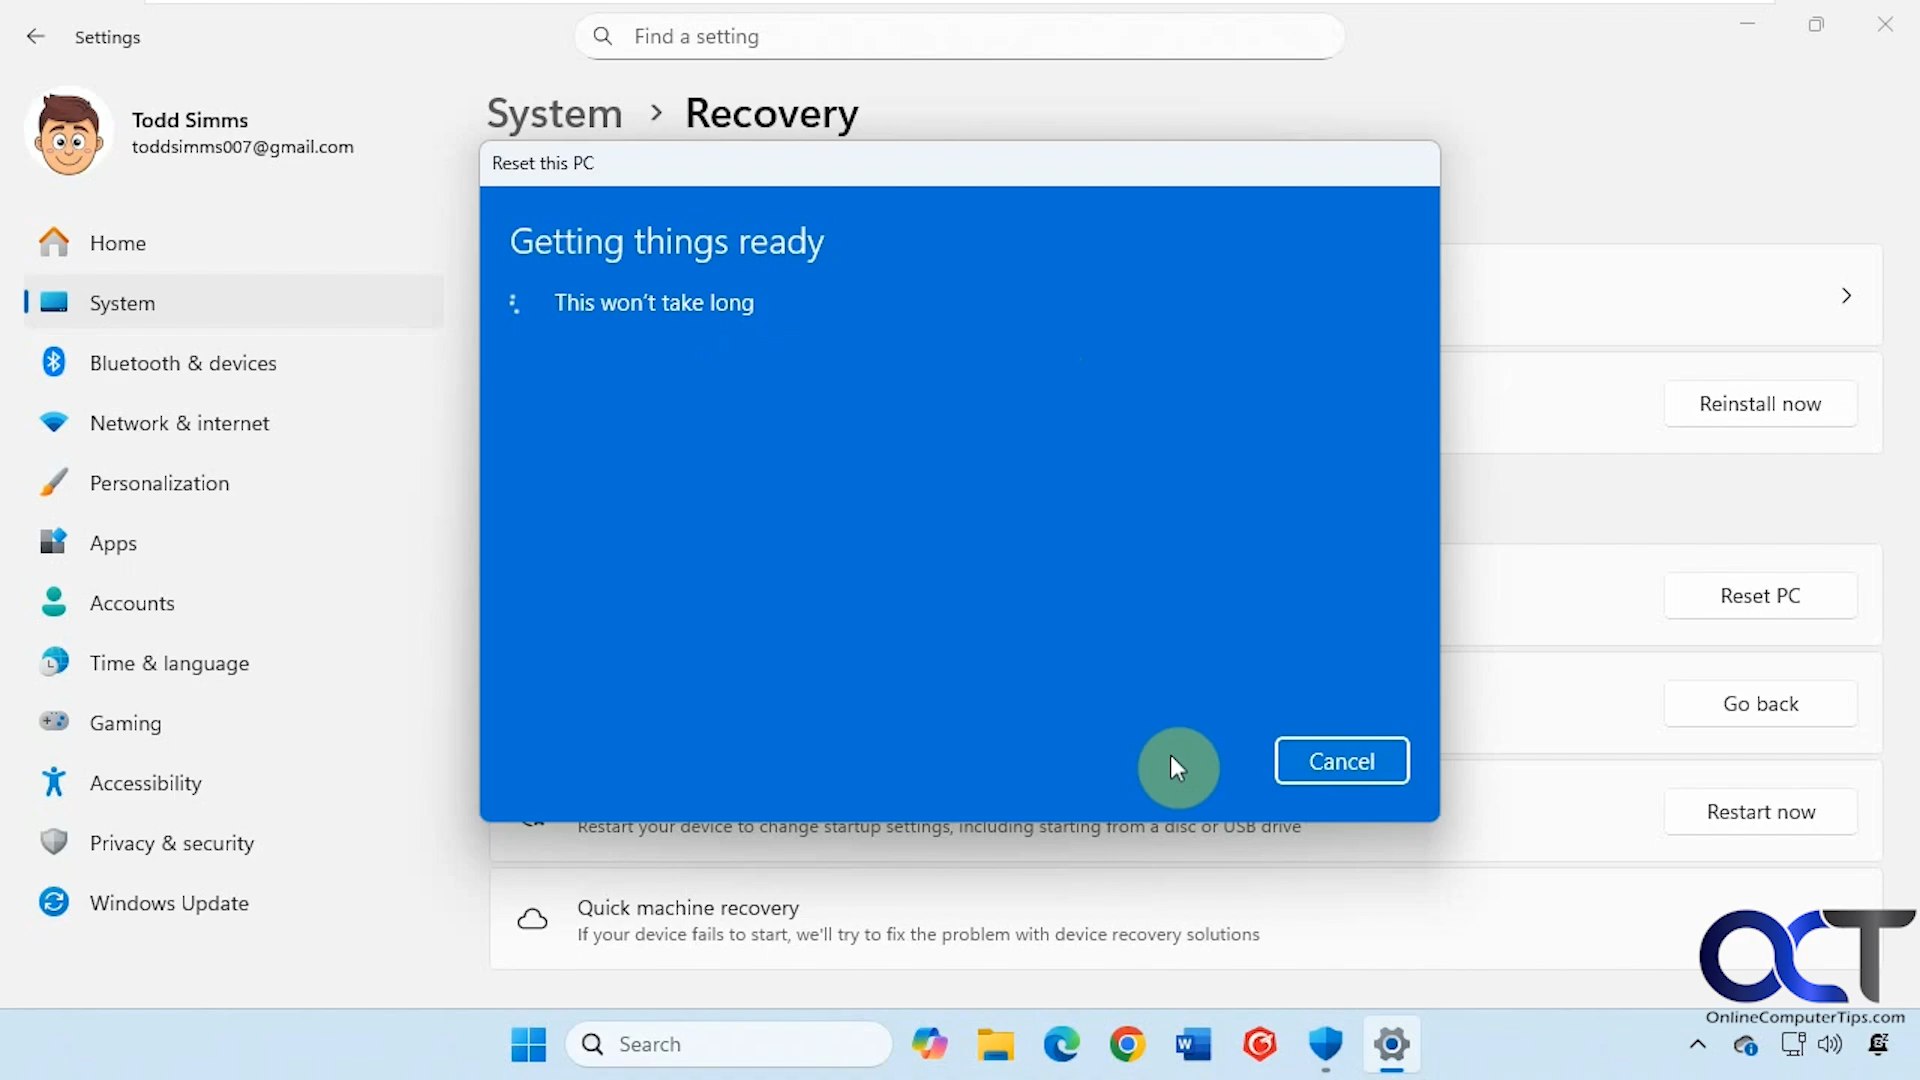 Settings
Find a setting
Todd Simms
toddsimms007@gmail.com
System > Recovery
Reset this PC
Getting things ready
This won't take long
Cancel
Home
System
Bluetooth & devices
Network & internet
Personalization
Apps
Accounts
Time & language
Gaming
Accessibility
Privacy & security
Windows Update
Reinstall now
Reset PC
Go back
Restart now
Restart your device to change startup settings, including starting from a disc or USB drive
Quick machine recovery
If your device fails to start, we'll try to fix the problem with device recovery solutions
OCT
OnlineComputerTips.com
Search